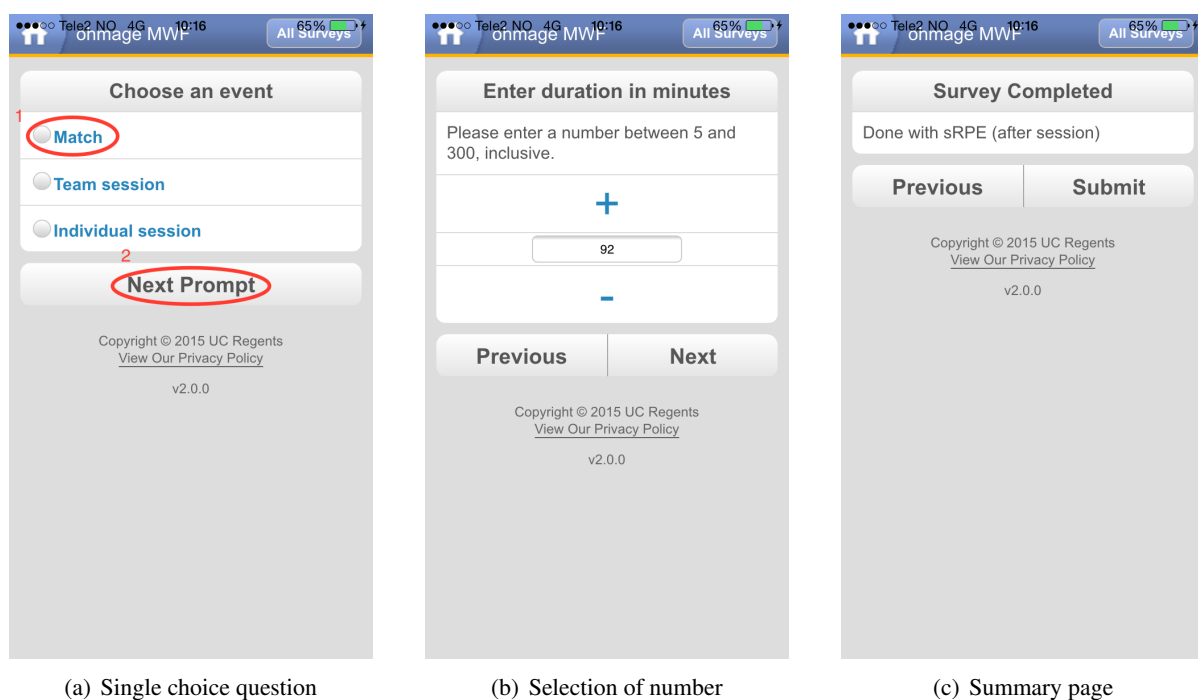 Tele2 NO 4G 10:16 65%
onmage MWF All Surveys
Choose an event
1
Match
Team session
Individual session
2
Next Prompt
Copyright © 2015 UC Regents
View Our Privacy Policy
v2.0.0
(a) Single choice question
Tele2 NO 4G 10:16 65%
onmage MWF All Surveys
Enter duration in minutes
Please enter a number between 5 and
300, inclusive.
+
92
-
Previous Next
Copyright © 2015 UC Regents
View Our Privacy Policy
v2.0.0
(b) Selection of number
Tele2 NO 4G 10:16 65%
onmage MWF All Surveys
Survey Completed
Done with sRPE (after session)
Previous Submit
Copyright © 2015 UC Regents
View Our Privacy Policy
v2.0.0
(c) Summary page